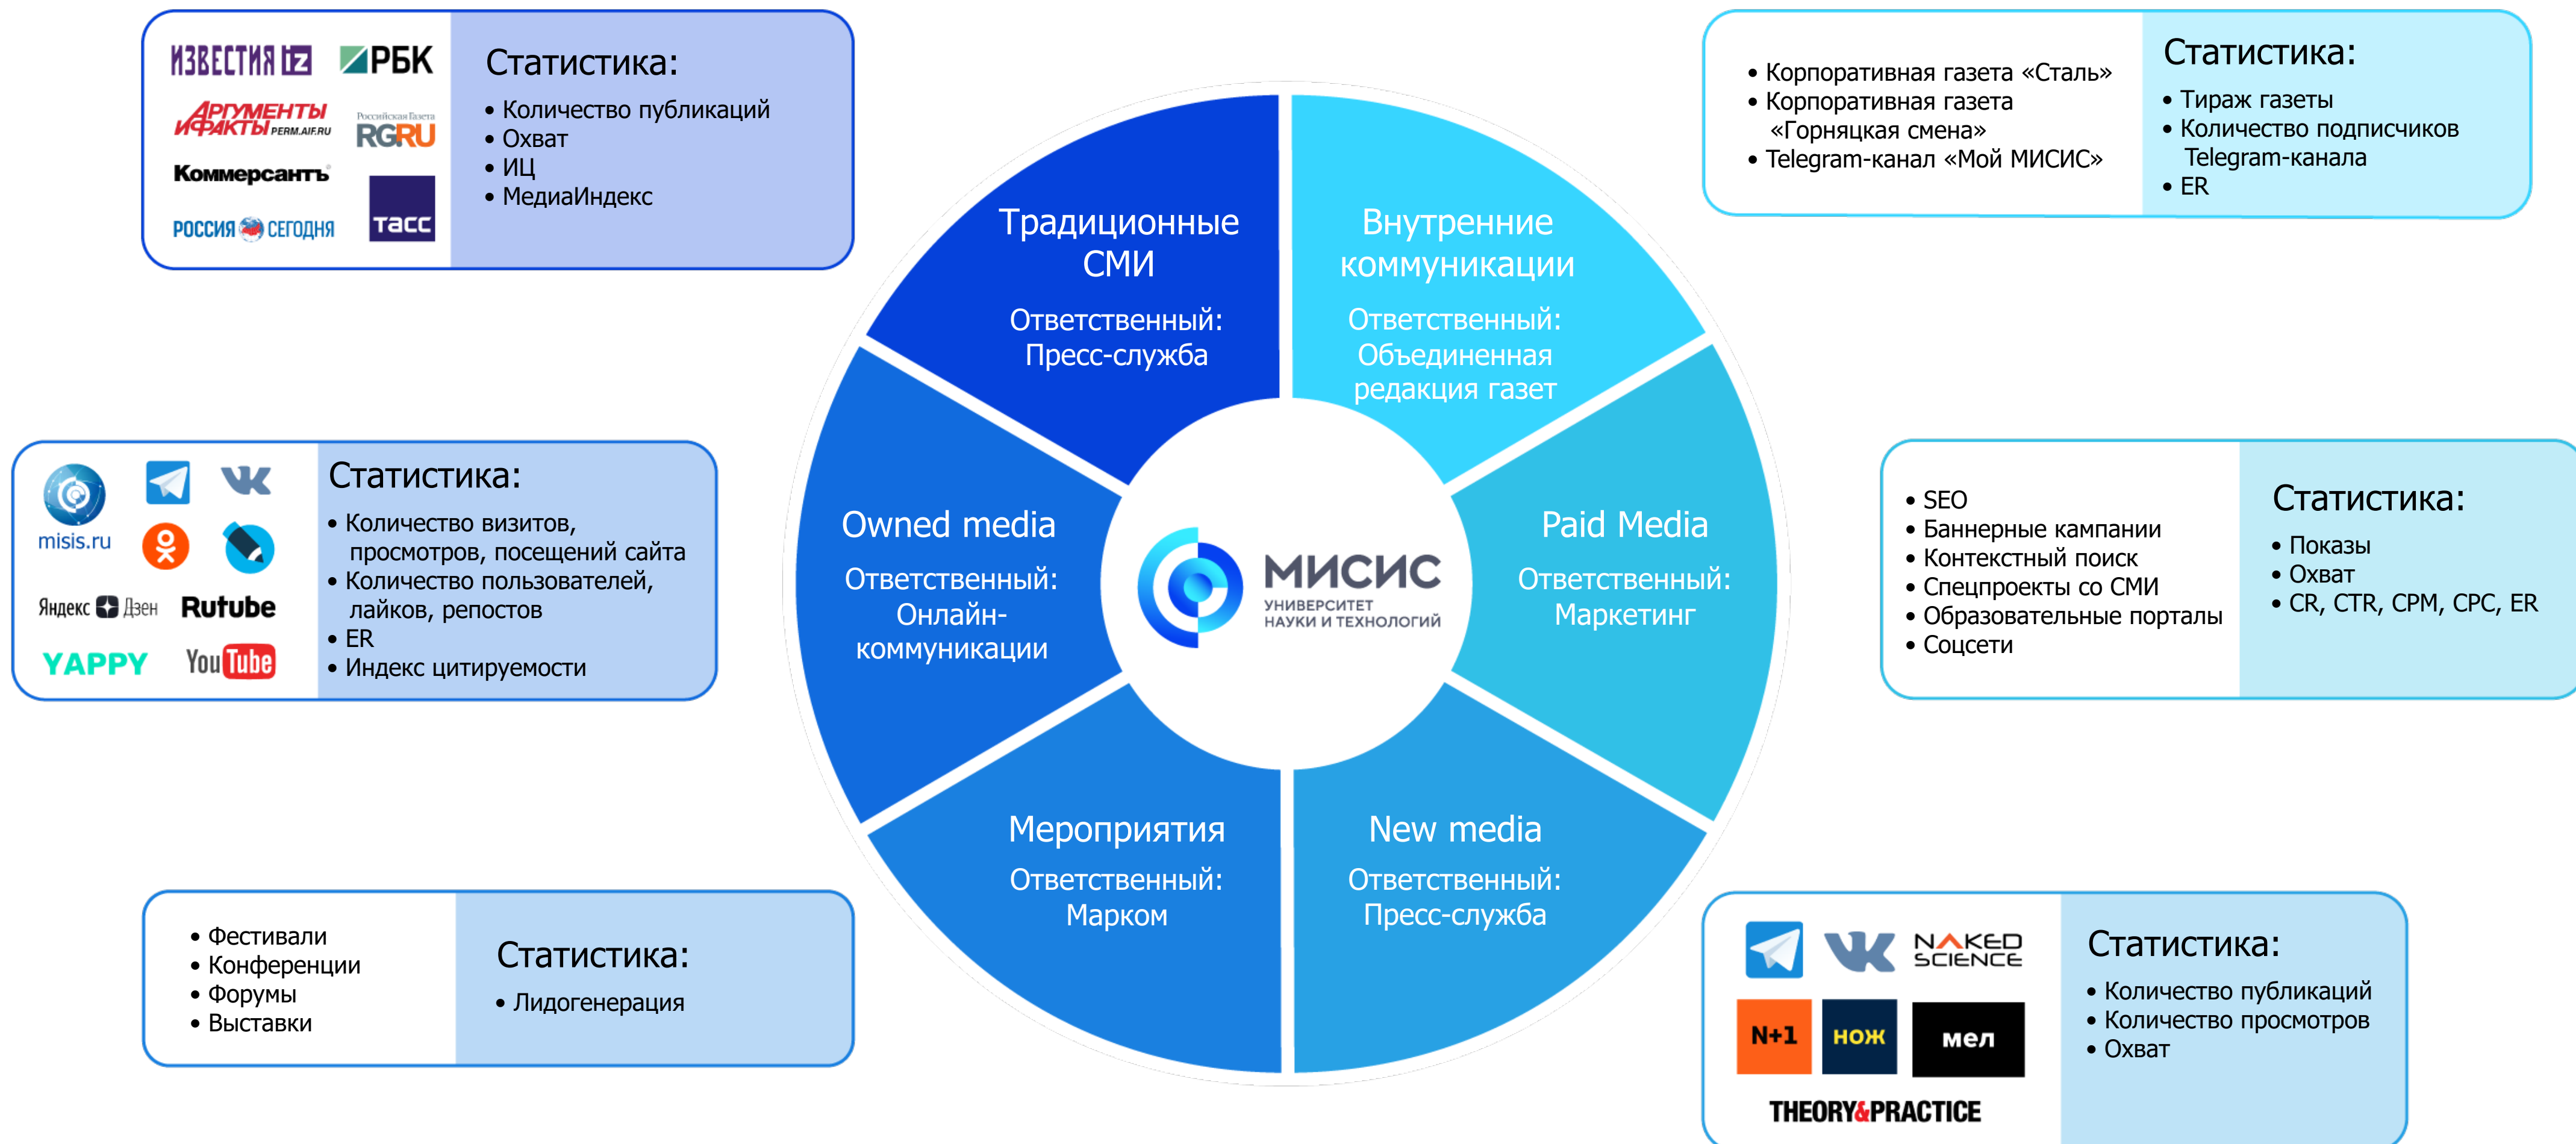 ИЗВЕСТИЯ iz
РБК
АРГУМЕНТЫ
И ФАКТЫ PERM.AIF.RU
Российская Газета
RGRU
Коммерсантъ
РОССИЯ СЕГОДНЯ
ТАСС
Статистика:
• Количество публикаций
• Охват
• ИЦ
• МедиаИндекс
• Корпоративная газета «Сталь»
• Корпоративная газета
«Горняцкая смена»
• Telegram-канал «Мой МИСИС»
Статистика:
• Тираж газеты
• Количество подписчиков
Telegram-канала
• ER
Традиционные
СМИ
Ответственный:
Пресс-служба
Внутренние
коммуникации
Ответственный:
Объединенная
редакция газет
misis.ru
Яндекс Дзен
Rutube
YAPPY
YouTube
Статистика:
• Количество визитов,
просмотров, посещений сайта
• Количество пользователей,
лайков, репостов
• ER
• Индекс цитируемости
Owned media
Ответственный:
Онлайн-
коммуникации
МИСИС
УНИВЕРСИТЕТ
НАУКИ И ТЕХНОЛОГИЙ
Paid Media
Ответственный:
Маркетинг
• SEO
• Баннерные кампании
• Контекстный поиск
• Спецпроекты со СМИ
• Образовательные порталы
• Соцсети
Статистика:
• Показы
• Охват
• CR, CTR, CPM, CPC, ER
Мероприятия
Ответственный:
Марком
New media
Ответственный:
Пресс-служба
• Фестивали
• Конференции
• Форумы
• Выставки
Статистика:
• Лидогенерация
NAKED
SCIENCE
N+1
НОЖ
мел
THEORY&PRACTICE
Статистика:
• Количество публикаций
• Количество просмотров
• Охват